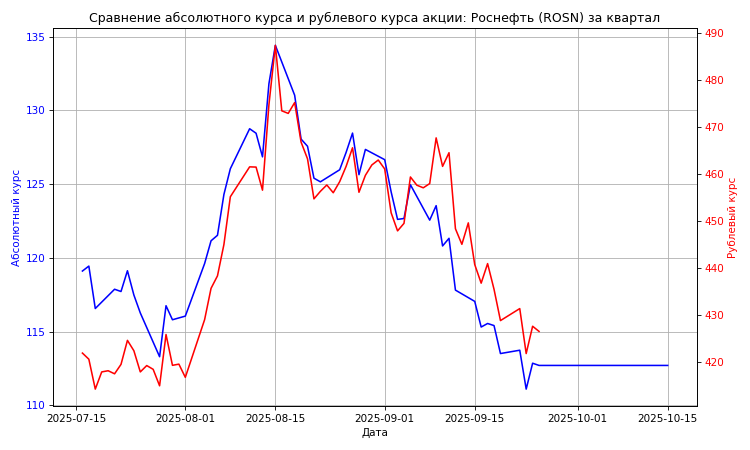 Сравнение абсолютного курса и рублевого курса акции: Роснефть (ROSN) за квартал
135
130
125
120
115
110
Абсолютный курс
490
480
470
460
450
440
430
420
Рублевый курс
2025-07-15 2025-08-01 2025-08-15 2025-09-01 2025-09-15 2025-10-01 2025-10-15
Дата